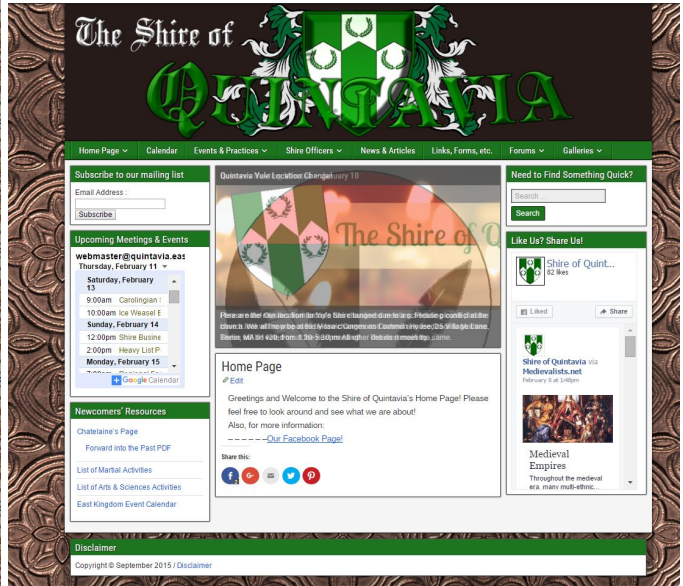 The Shire of
QUINTAVIA
Home Page
Calendar
Events & Practices
Shire Officers
News & Articles
Links, Forms, etc.
Forums
Galleries
Subscribe to our mailing list
Email Address :
Subscribe
Upcoming Meetings & Events
webmaster@quintavia.eas
Thursday, February 11
Saturday, February
13
9:00am Carolingian
10:00am Ice Weasel E
Sunday, February 14
12:00pm Shire Busine
2:00pm Heavy List P
Monday, February 15
Google Calendar
Newcomers' Resources
Chatelaine's Page
Forward into the Past PDF
List of Martial Activities
List of Arts & Sciences Activities
East Kingdom Event Calendar
Quintavia Yule Location Change!
The Shire of Q
Home Page
Edit
Greetings and Welcome to the Shire of Quintavia's Home Page! Please
feel free to look around and see what we are about!
Also, for more information:
– – – – – –Our Facebook Page!
Share this:
Need to Find Something Quick?
Search ...
Search
Like Us? Share Us!
Shire of Quint...
82 likes
Liked
Share
Shire of Quintavia via
Medievalists.net
February 8 at 1:48pm
Medieval
Empires
Throughout the medieval
era, many multi-ethnic...
Disclaimer
Copyright © September 2015 / Disclaimer